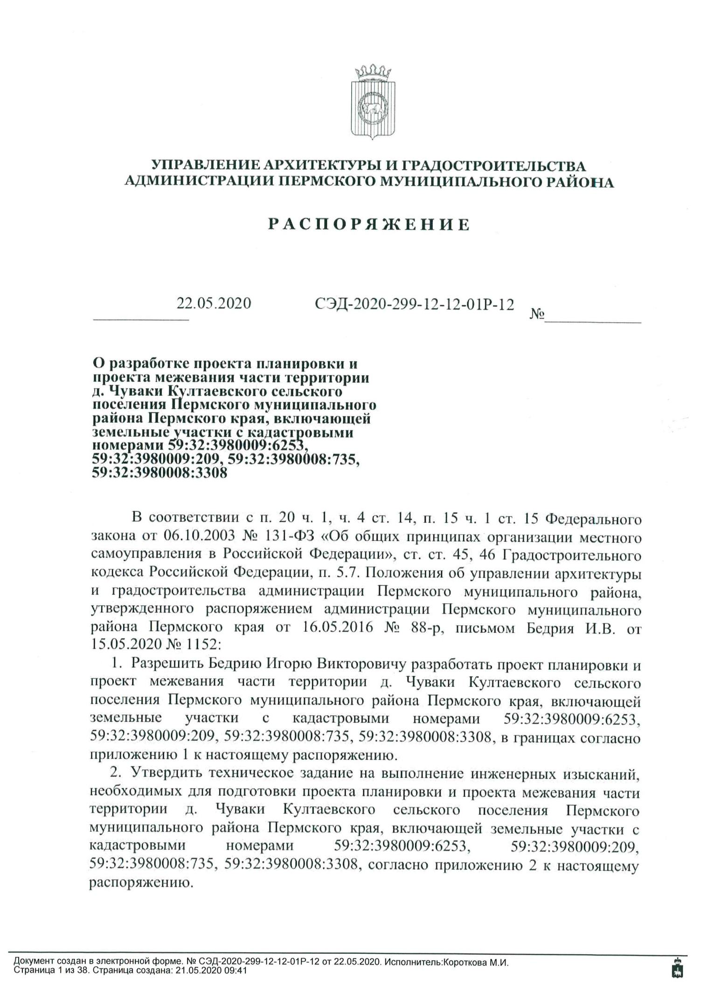 УПРАВЛЕНИЕ АРХИТЕКТУРЫ И ГРАДОСТРОИТЕЛЬСТВА
АДМИНИСТРАЦИИ ПЕРМСКОГО МУНИЦИПАЛЬНОГО РАЙОНА
Р А С П О Р Я Ж Е Н И Е
22.05.2020 СЭД-2020-299-12-12-01Р-12 №
О разработке проекта планировки и
проекта межевания части территории
д. Чуваки Култаевского сельского
поселения Пермского муниципального
района Пермского края, включающей
земельные участки с кадастровыми
номерами 59:32:3980009:6253,
59:32:3980009:209, 59:32:3980008:735,
59:32:3980008:3308
В соответствии с п. 20 ч. 1, ч. 4 ст. 14, п. 15 ч. 1 ст. 15 Федерального
закона от 06.10.2003 № 131-ФЗ «Об общих принципах организации местного
самоуправления в Российской Федерации», ст. ст. 45, 46 Градостроительного
кодекса Российской Федерации, п. 5.7. Положения об управлении архитектуры
и градостроительства администрации Пермского муниципального района,
утвержденного распоряжением администрации Пермского муниципального
района Пермского края от 16.05.2016 № 88-р, письмом Бедрия И.В. от
15.05.2020 № 1152:
1. Разрешить Бедрию Игорю Викторовичу разработать проект планировки и
проект межевания части территории д. Чуваки Култаевского сельского
поселения Пермского муниципального района Пермского края, включающей
земельные участки с кадастровыми номерами 59:32:3980009:6253,
59:32:3980009:209, 59:32:3980008:735, 59:32:3980008:3308, в границах согласно
приложению 1 к настоящему распоряжению.
2. Утвердить техническое задание на выполнение инженерных изысканий,
необходимых для подготовки проекта планировки и проекта межевания части
территории д. Чуваки Култаевского сельского поселения Пермского
муниципального района Пермского края, включающей земельные участки с
кадастровыми номерами 59:32:3980009:6253, 59:32:3980009:209,
59:32:3980008:735, 59:32:3980008:3308, согласно приложению 2 к настоящему
распоряжению.
Документ создан в электронной форме. № СЭД-2020-299-12-12-01Р-12 от 22.05.2020. Исполнитель:Короткова М.И.
Страница 1 из 38. Страница создана: 21.05.2020 09:41